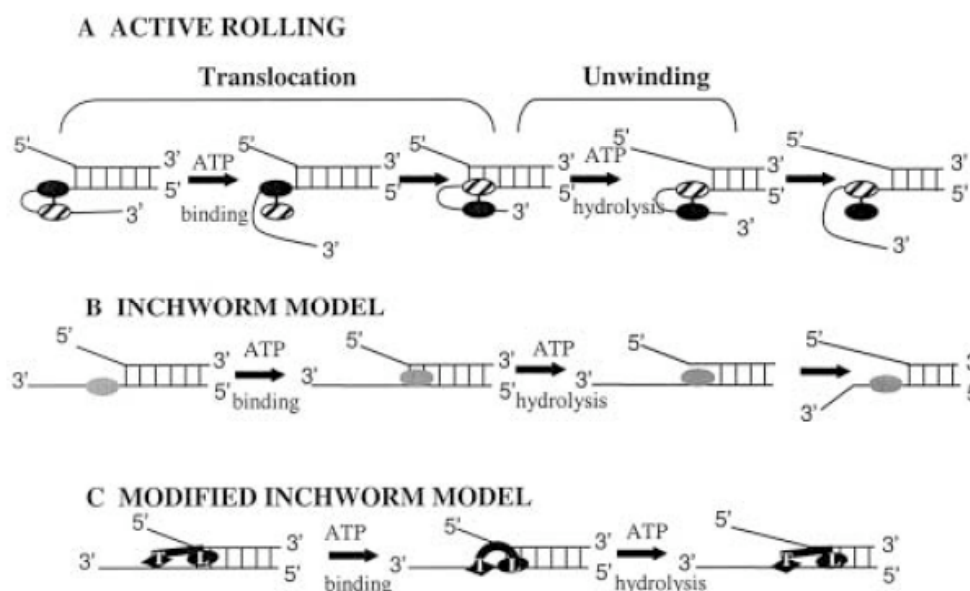 A ACTIVE ROLLING
Translocation
Unwinding
5' 3' 5' 3' 5' 3' 5' 3' 5'
ATP ATP
3' 5' 5' 5' 5' 5'
binding hydrolysis
3' 3' 3' 3' 3'
B INCHWORM MODEL
5' 5' 5' 5'
ATP ATP
3' 3' 3' 3' 3'
3' 5' 5' 5'
binding hydrolysis
3'
C MODIFIED INCHWORM MODEL
5' ATP 5' ATP 5'
3' 3' 3' 3' 3' 3'
5' 5' 5'
binding hydrolysis